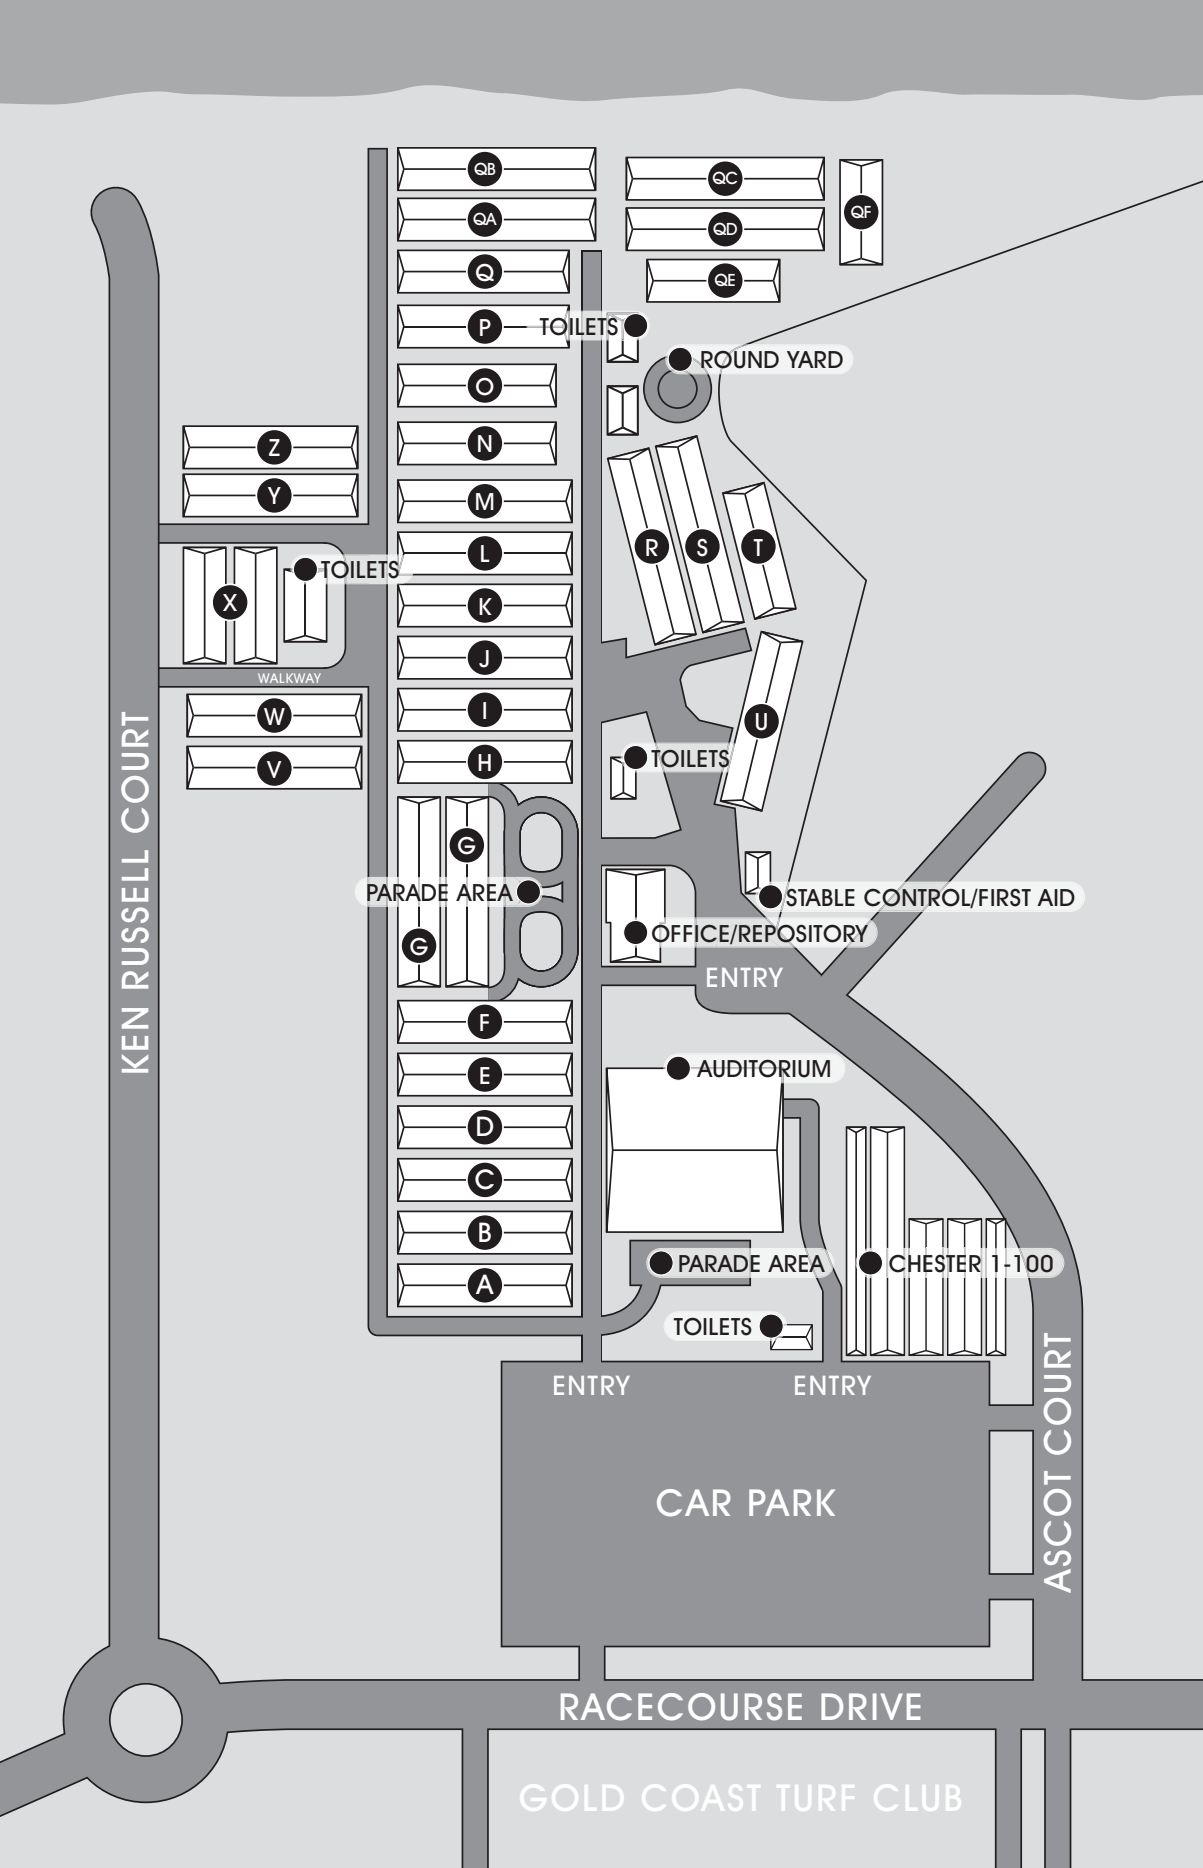 QB
QC
QA
QF
QD
Q
QE
P
TOILETS
ROUND YARD
O
N
Z
Y
M
L
R
S
T
TOILETS
X
K
J
WALKWAY
I
W
U
H
TOILETS
V
G
PARADE AREA
STABLE CONTROL/FIRST AID
G
OFFICE/REPOSITORY
ENTRY
KEN RUSSELL COURT
F
E
AUDITORIUM
D
C
B
PARADE AREA
CHESTER 1-100
A
TOILETS
ENTRY
ENTRY
ASCOT COURT
CAR PARK
RACECOURSE DRIVE
GOLD COAST TURF CLUB